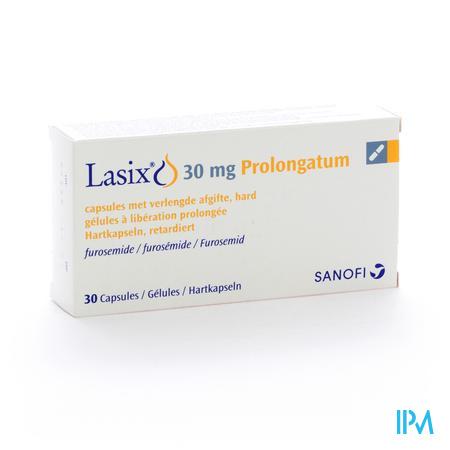 Lasix® 30 mg Prolongatum
capsules met verlengde afgifte, hard
gélules à libération prolongée
Hartkapseln, retardiert
furosemide / furosémide / Furosemid
30 Capsules / Gélules / Hartkapseln
SANOFI
IPM